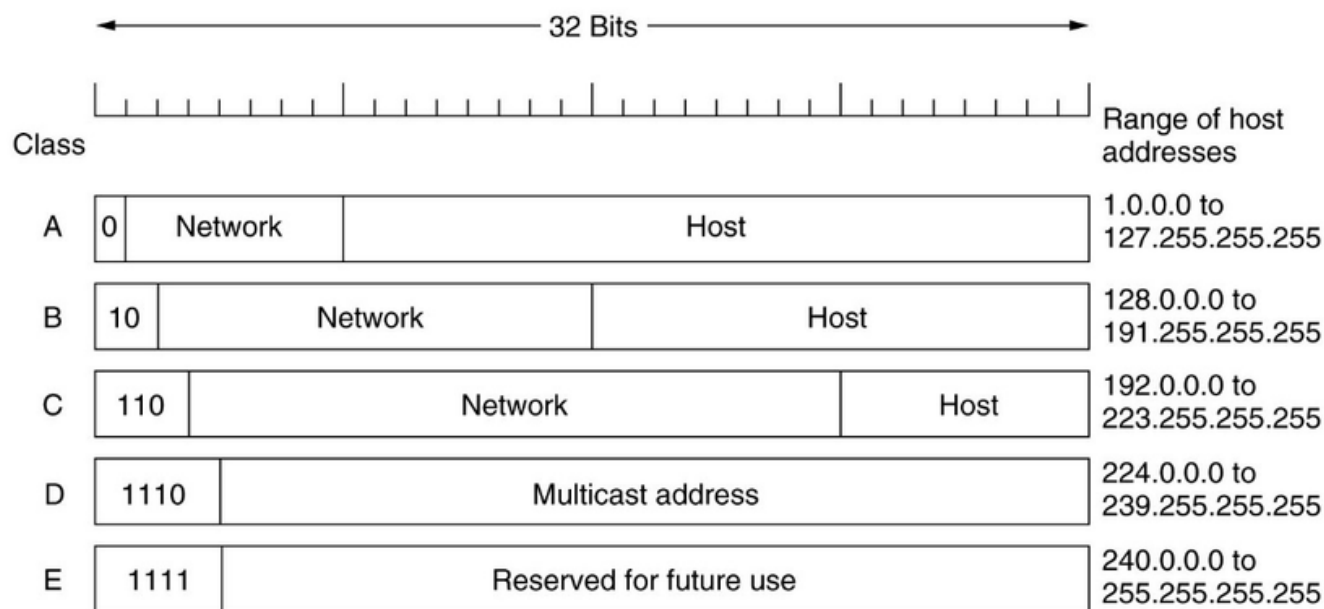 32 Bits
Range of host
addresses
Class
A 0 Network Host 1.0.0.0 to
127.255.255.255
B 10 Network Host 128.0.0.0 to
191.255.255.255
C 110 Network Host 192.0.0.0 to
223.255.255.255
D 1110 Multicast address 224.0.0.0 to
239.255.255.255
E 1111 Reserved for future use 240.0.0.0 to
255.255.255.255